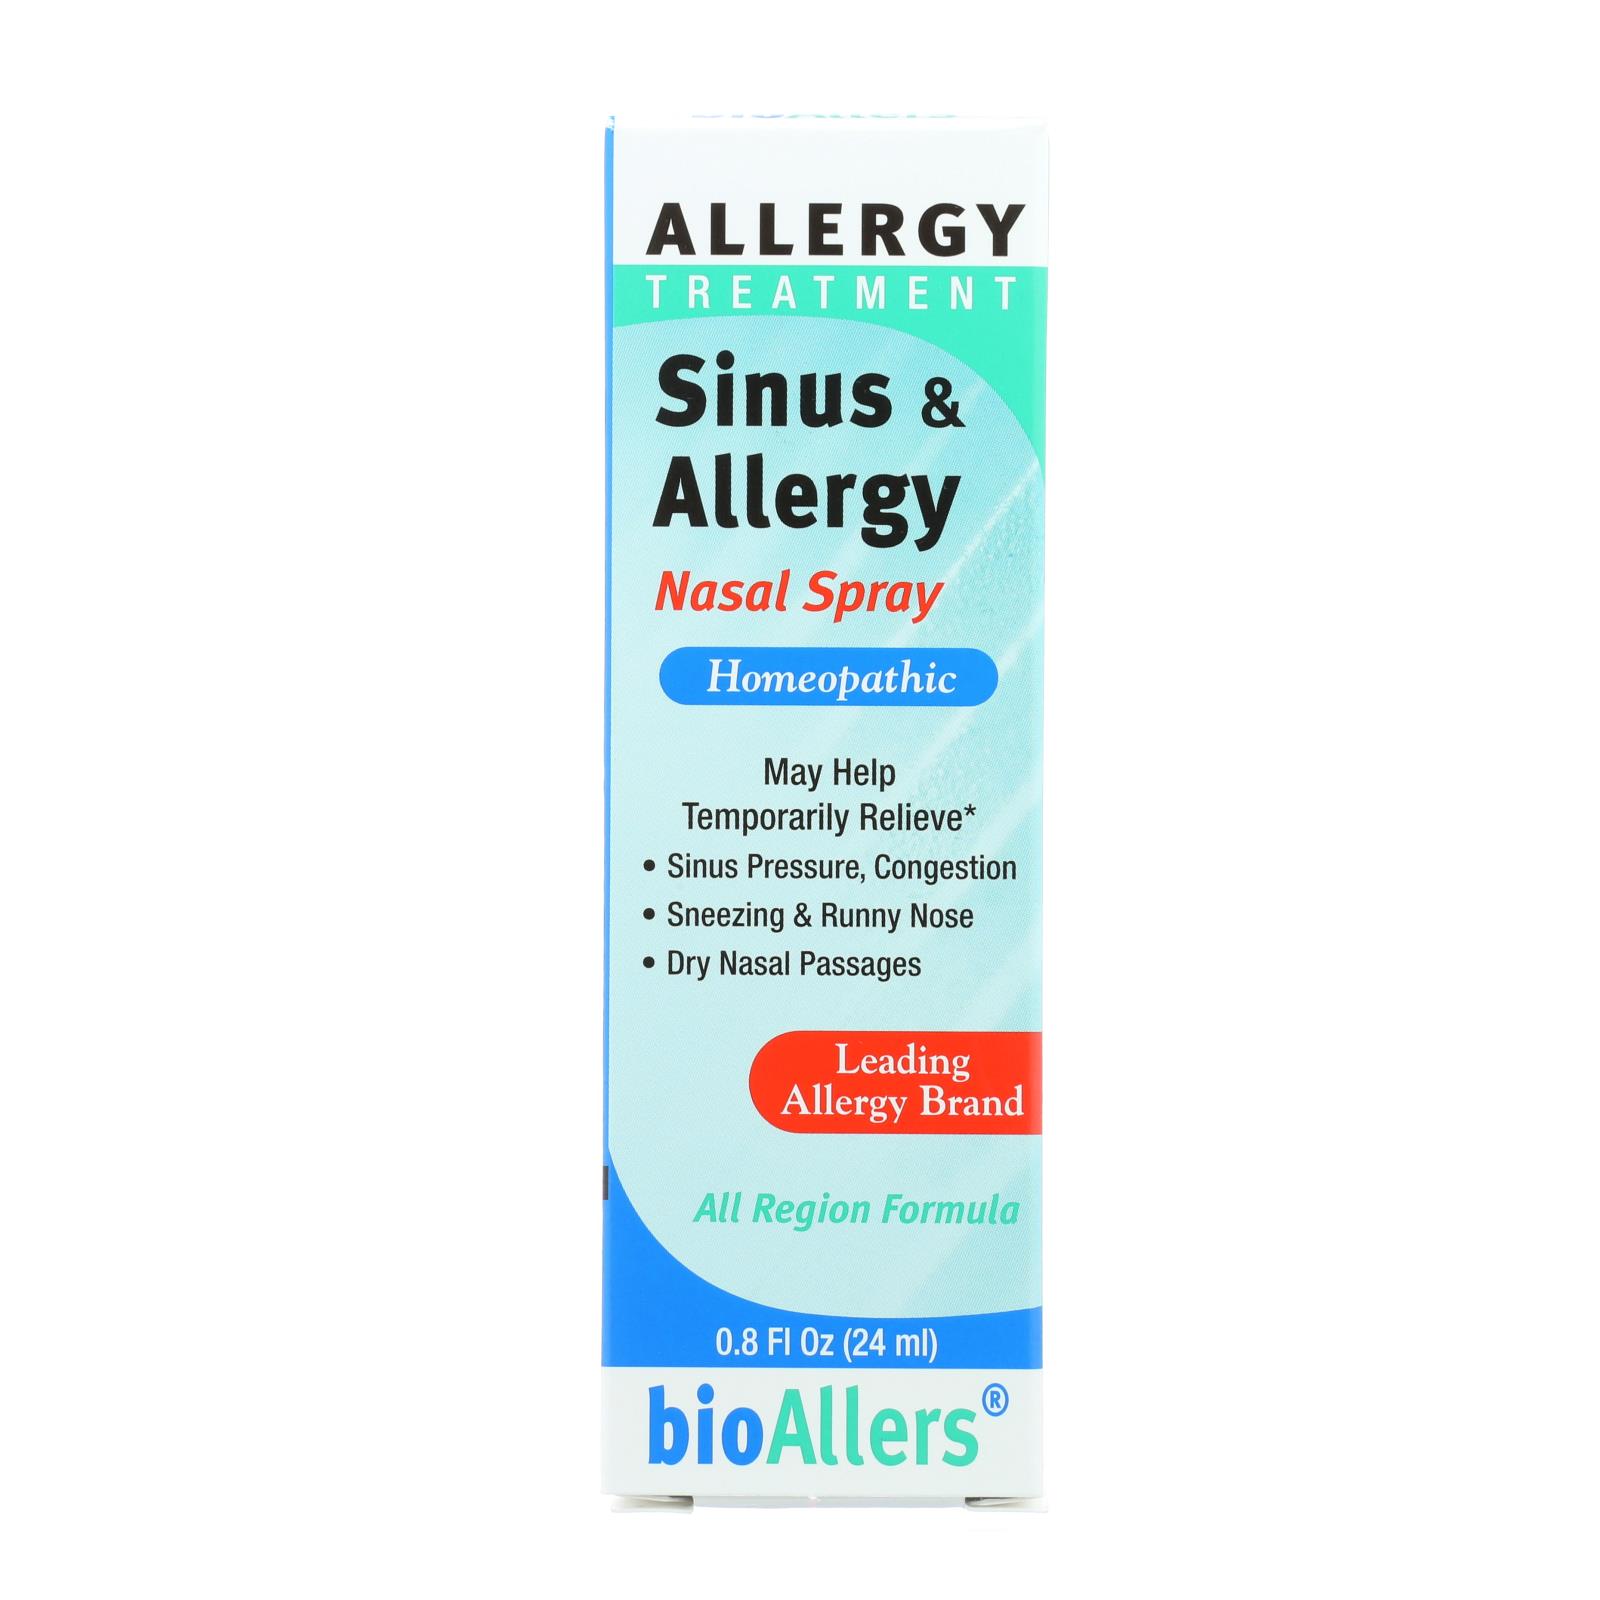 ALLERGY
TREATMENT
Sinus &
Allergy
Nasal Spray
Homeopathic
May Help
Temporarily Relieve*
• Sinus Pressure, Congestion
• Sneezing & Runny Nose
• Dry Nasal Passages
Leading
Allergy Brand
All Region Formula
0.8 Fl Oz (24 ml)
bioAllers®